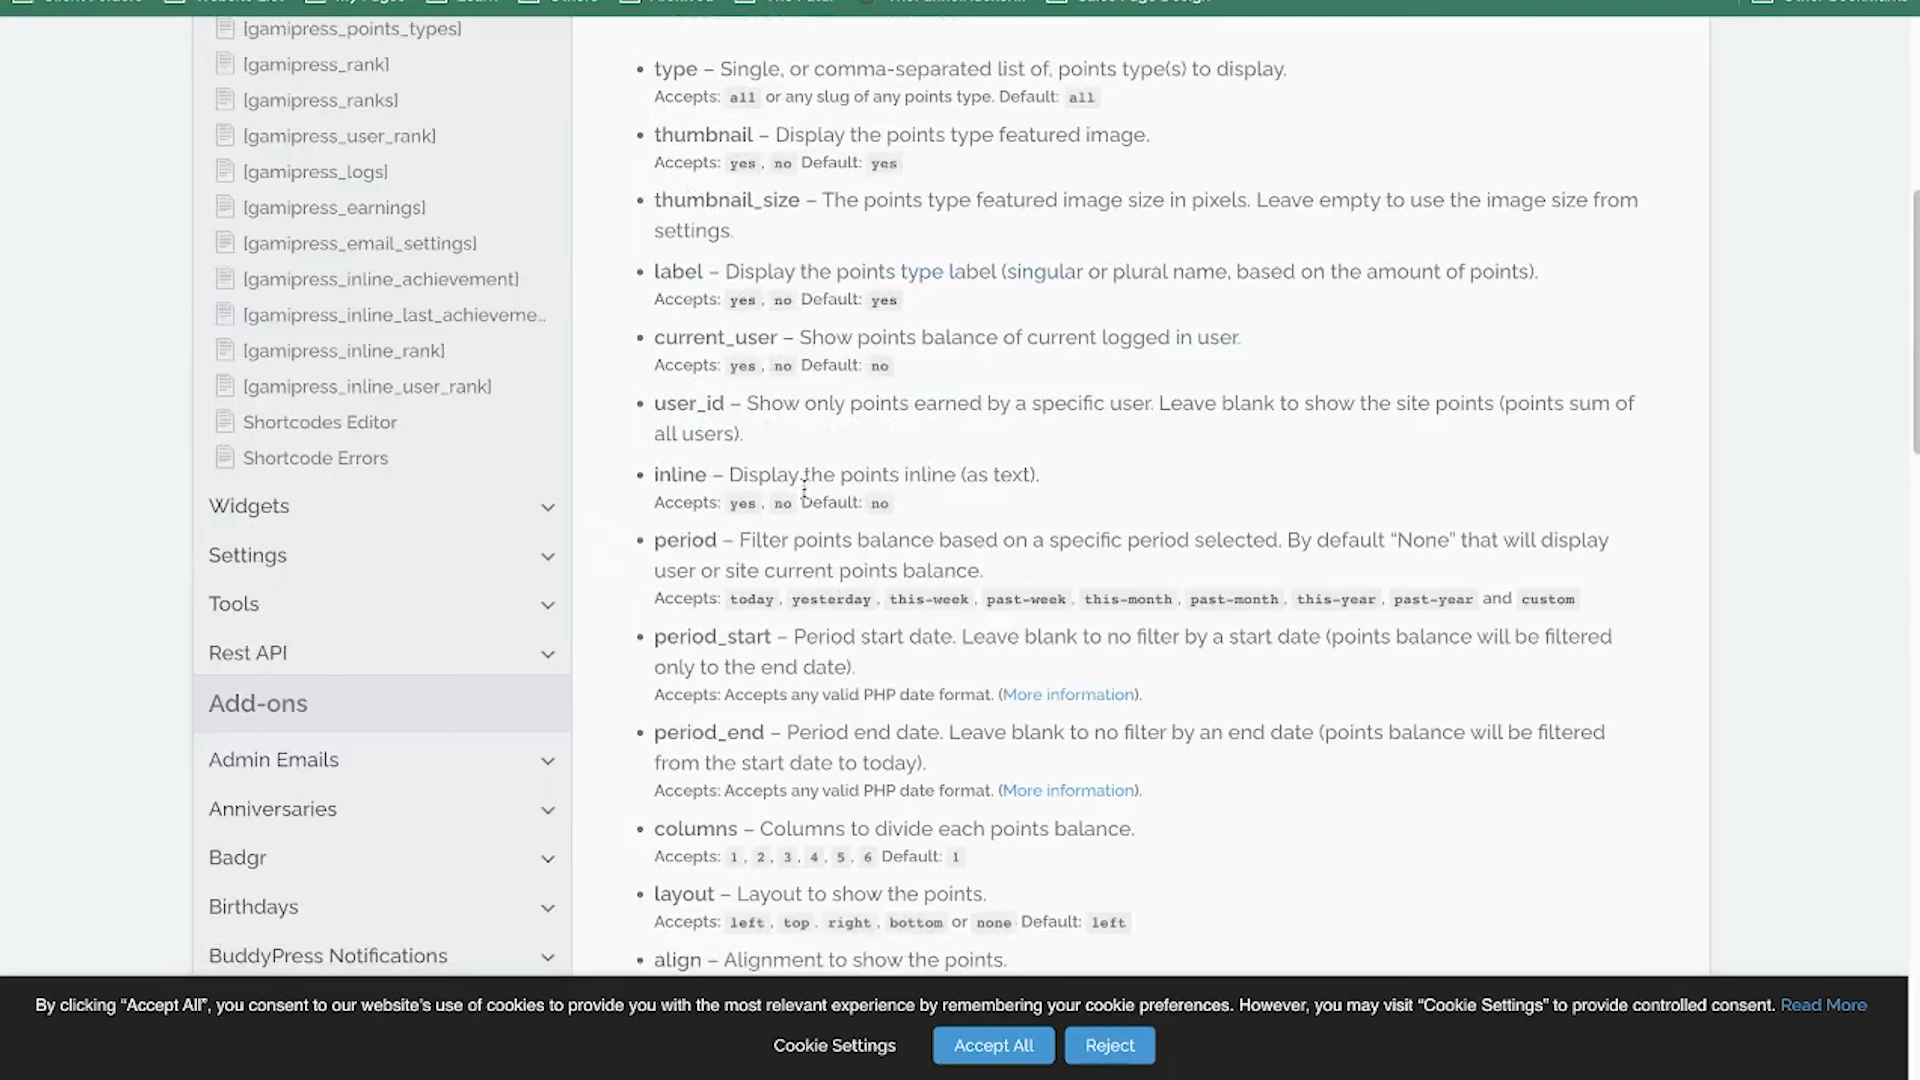 [gamipress_points_types]
[gamipress_rank]
[gamipress_ranks]
[gamipress_user_rank]
[gamipress_logs]
[gamipress_earnings]
[gamipress_email_settings]
[gamipress_inline_achievement]
[gamipress_inline_last_achieveme...
[gamipress_inline_rank]
[gamipress_inline_user_rank]
Shortcodes Editor
Shortcode Errors
Widgets
Settings
Tools
Rest API
Add-ons
Admin Emails
Anniversaries
Badgr
Birthdays
BuddyPress Notifications
• type – Single, or comma-separated list of, points type(s) to display.
Accepts: all or any slug of any points type. Default: all
• thumbnail – Display the points type featured image.
Accepts: yes, no Default: yes
• thumbnail_size – The points type featured image size in pixels. Leave empty to use the image size from
settings.
• label – Display the points type label (singular or plural name, based on the amount of points).
Accepts: yes, no Default: yes
• current_user – Show points balance of current logged in user.
Accepts: yes, no Default: no
• user_id – Show only points earned by a specific user. Leave blank to show the site points (points sum of
all users).
• inline – Display the points inline (as text).
Accepts: yes, no Default: no
• period – Filter points balance based on a specific period selected. By default “None” that will display
user or site current points balance.
Accepts: today, yesterday, this-week, past-week, this-month, past-month, this-year, past-year and custom
• period_start – Period start date. Leave blank to no filter by a start date (points balance will be filtered
only to the end date).
Accepts: Accepts any valid PHP date format. (More information).
• period_end – Period end date. Leave blank to no filter by an end date (points balance will be filtered
from the start date to today).
Accepts: Accepts any valid PHP date format. (More information).
• columns – Columns to divide each points balance.
Accepts: 1, 2, 3, 4, 5, 6 Default: 1
• layout – Layout to show the points.
Accepts: left, top, right, bottom or none Default: left
• align – Alignment to show the points.
By clicking “Accept All”, you consent to our website's use of cookies to provide you with the most relevant experience by remembering your cookie preferences. However, you may visit “Cookie Settings” to provide controlled consent. Read More
Cookie Settings
Accept All
Reject